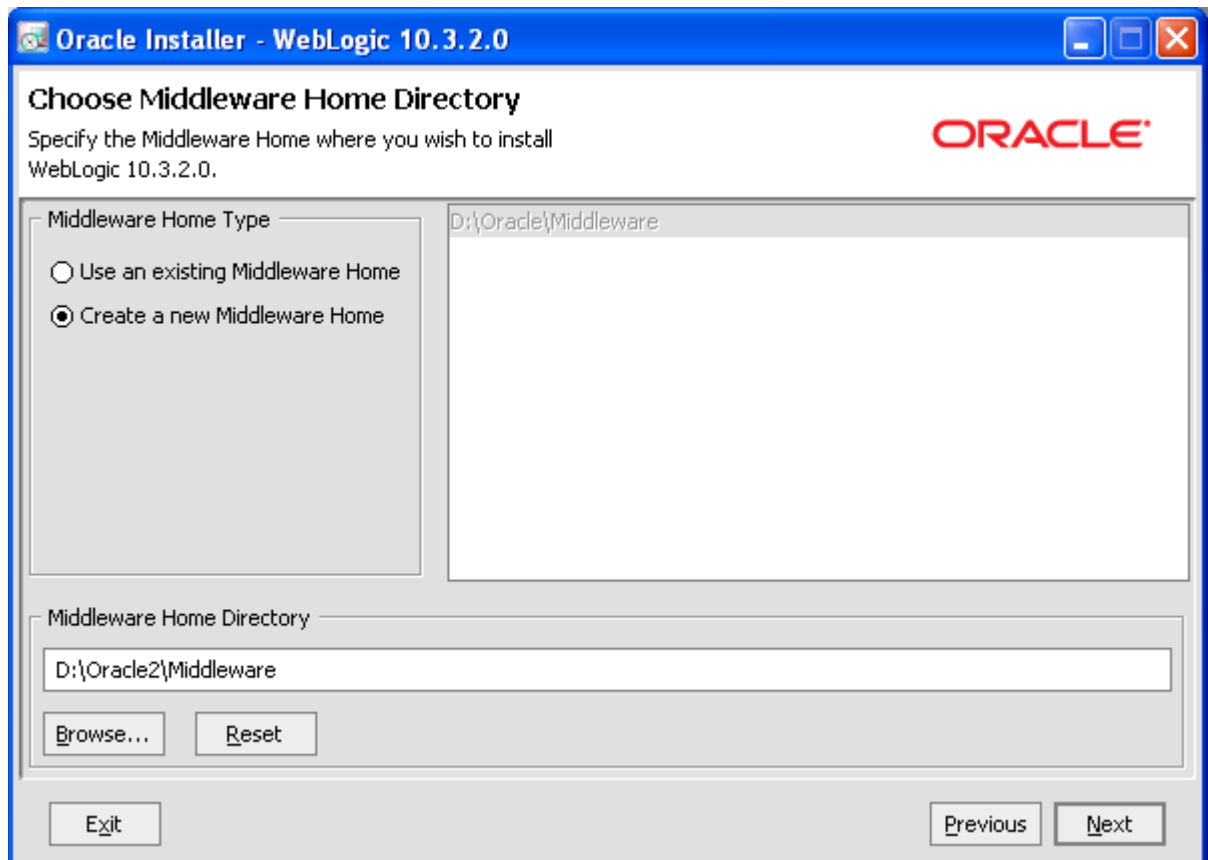 Oracle Installer - WebLogic 10.3.2.0
Choose Middleware Home Directory
Specify the Middleware Home where you wish to install
WebLogic 10.3.2.0.
ORACLE
Middleware Home Type
Use an existing Middleware Home
Create a new Middleware Home
D:\Oracle\Middleware
Middleware Home Directory
D:\Oracle2\Middleware
Browse...
Reset
Exit
Previous
Next